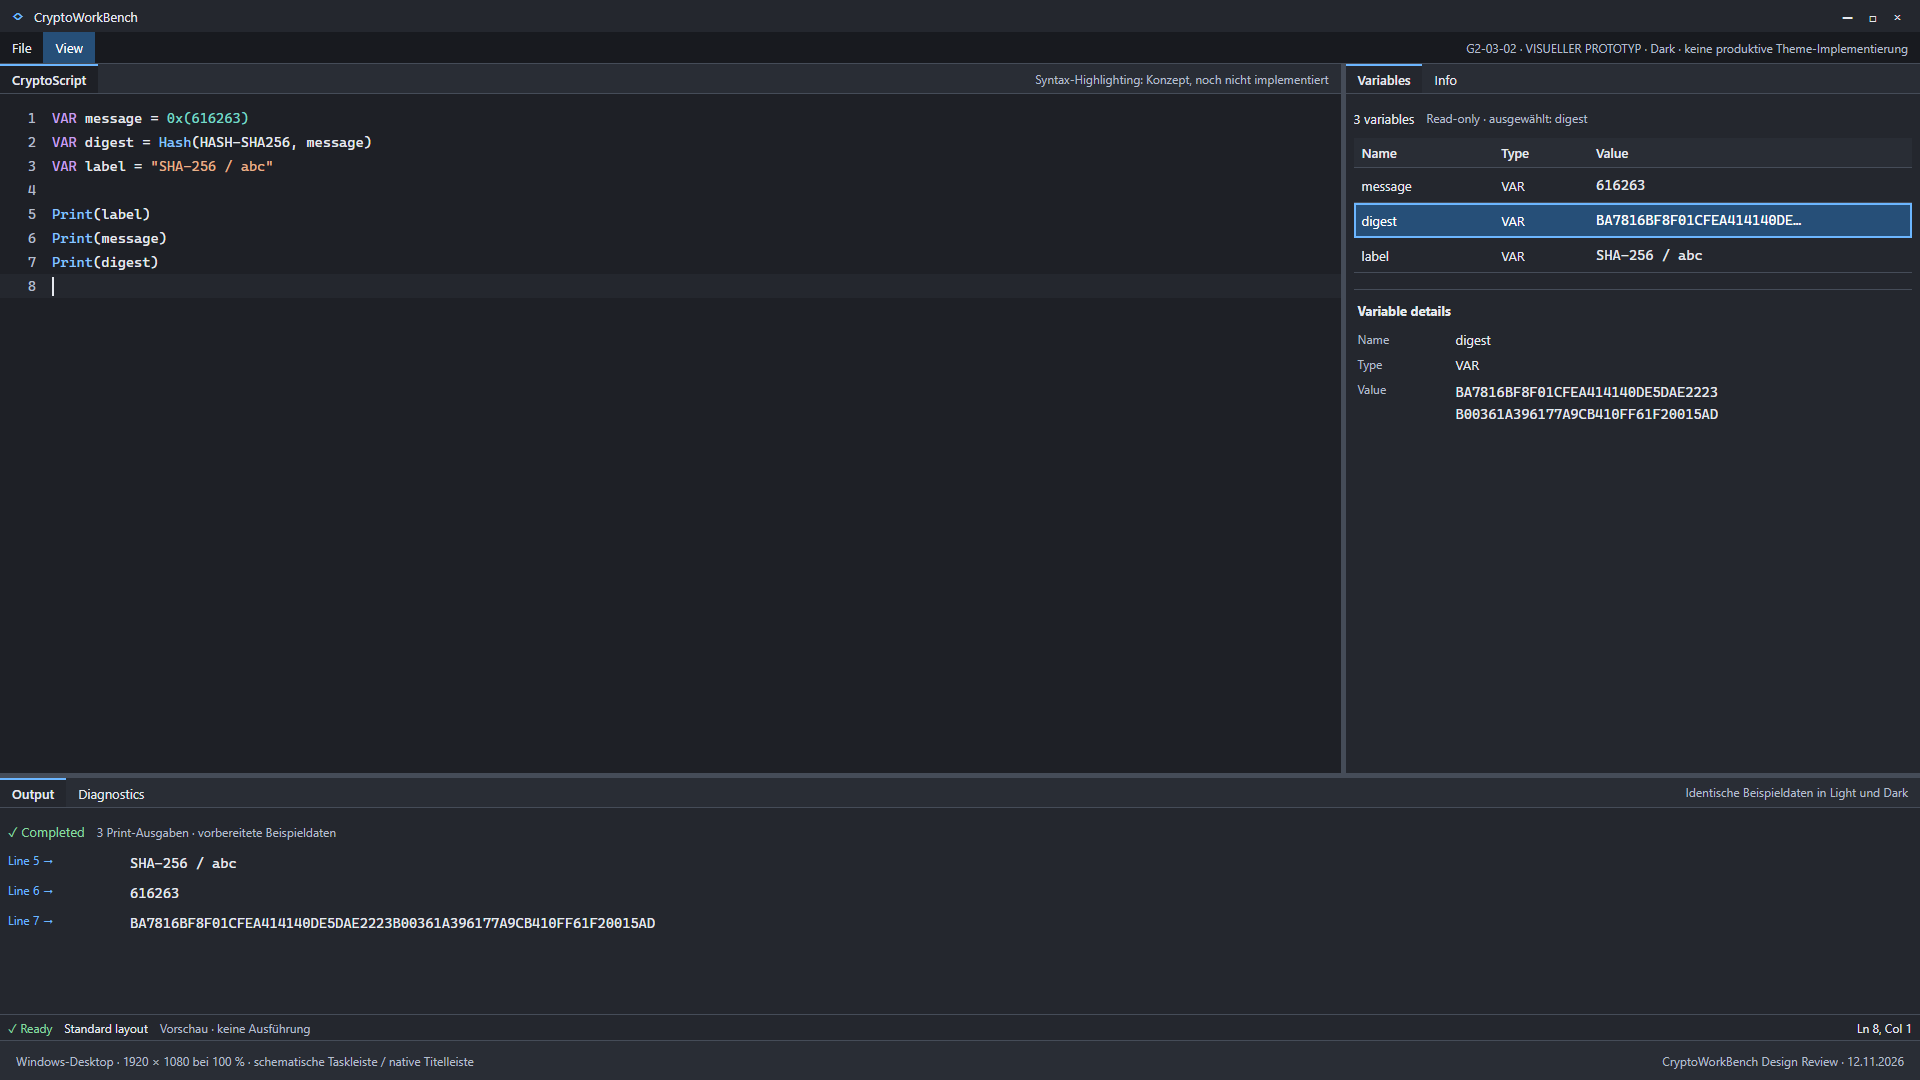 CryptoWorkBench
File View G2-03-02 · VISUELLER PROTOTYP · Dark · keine produktive Theme-Implementierung
CryptoScript Syntax-Highlighting: Konzept, noch nicht implementiert
1 VAR message = 0x(616263)
2 VAR digest = Hash(HASH-SHA256, message)
3 VAR label = "SHA-256 / abc"
4
5 Print(label)
6 Print(message)
7 Print(digest)
8
Variables Info
3 variables Read-only · ausgewählt: digest
Name Type Value
message VAR 616263
digest VAR BA7816BF8F01CFEA414140DE…
label VAR SHA-256 / abc
Variable details
Name digest
Type VAR
Value BA7816BF8F01CFEA414140DE5DAE2223
B00361A396177A9CB410FF61F20015AD
Output Diagnostics Identische Beispieldaten in Light und Dark
✓ Completed 3 Print-Ausgaben · vorbereitete Beispieldaten
Line 5 → SHA-256 / abc
Line 6 → 616263
Line 7 → BA7816BF8F01CFEA414140DE5DAE2223B00361A396177A9CB410FF61F20015AD
✓ Ready Standard layout Vorschau · keine Ausführung Ln 8, Col 1
Windows-Desktop · 1920 × 1080 bei 100 % · schematische Taskleiste / native Titelleiste CryptoWorkBench Design Review · 12.11.2026